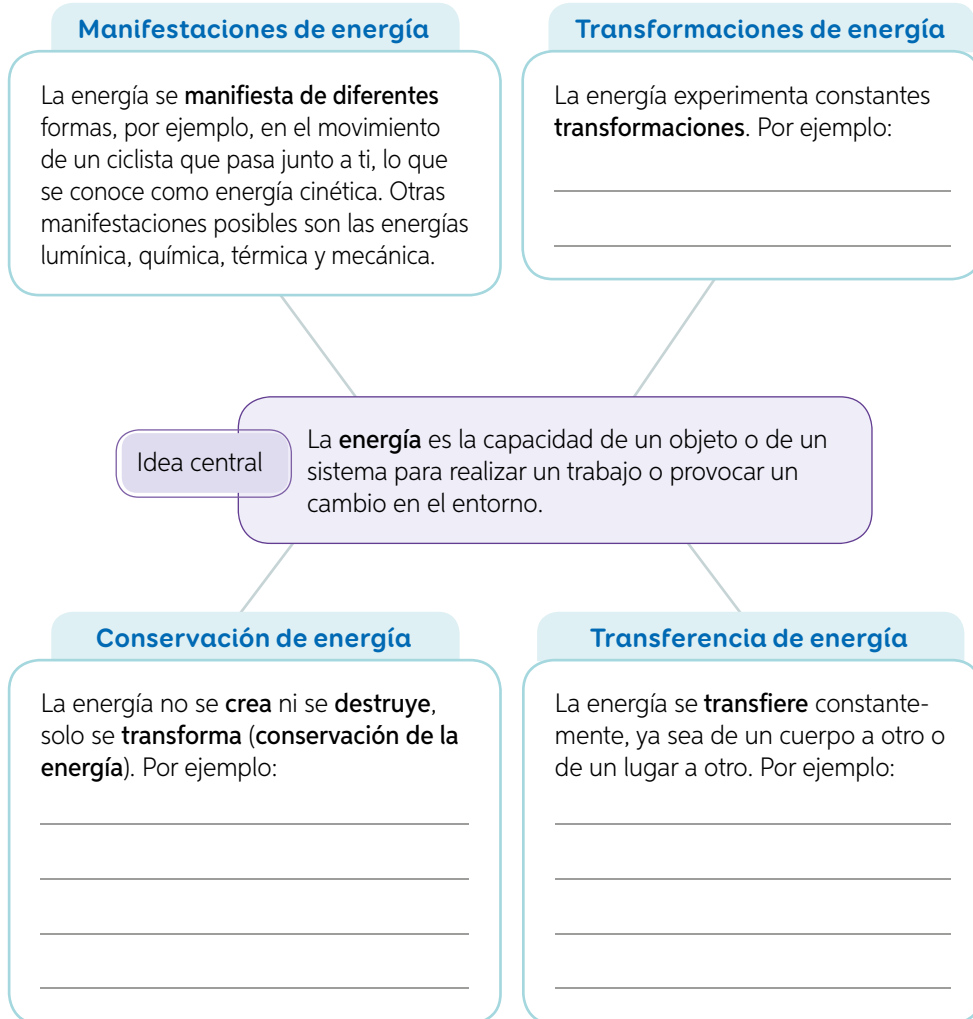 Manifestaciones de energía
La energía se manifiesta de diferentes
formas, por ejemplo, en el movimiento
de un ciclista que pasa junto a ti, lo que
se conoce como energía cinética. Otras
manifestaciones posibles son las energías
lumínica, química, térmica y mecánica.
Transformaciones de energía
La energía experimenta constantes
transformaciones. Por ejemplo:
Idea central
La energía es la capacidad de un objeto o de un
sistema para realizar un trabajo o provocar un
cambio en el entorno.
Conservación de energía
La energía no se crea ni se destruye,
solo se transforma (conservación de la
energía). Por ejemplo:
Transferencia de energía
La energía se transfiere constante-
mente, ya sea de un cuerpo a otro o
de un lugar a otro. Por ejemplo: